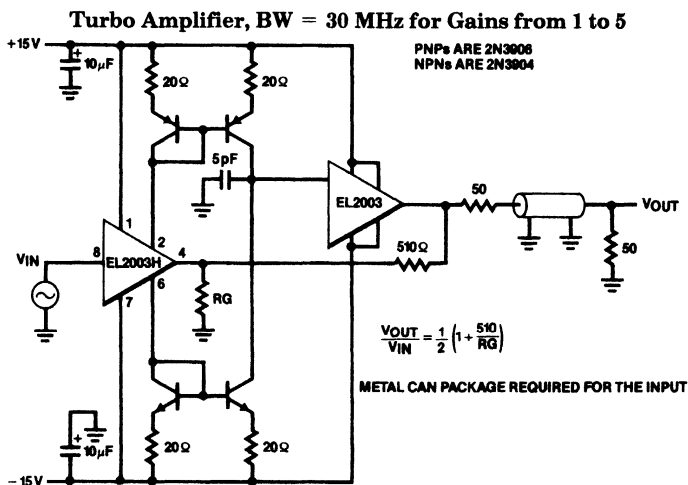 Turbo Amplifier, BW = 30 MHz for Gains from 1 to 5
+15V
+
10µF
20Ω
20Ω
PNPs ARE 2N3906
NPNs ARE 2N3904
5pF
EL2003
50
VOUT
50
510Ω
1
2
VIN
8
EL2003H
4
6
7
RG
VOUT/VIN = 1/2 (1 + 510/RG)
METAL CAN PACKAGE REQUIRED FOR THE INPUT
+
10µF
20Ω
20Ω
–15V